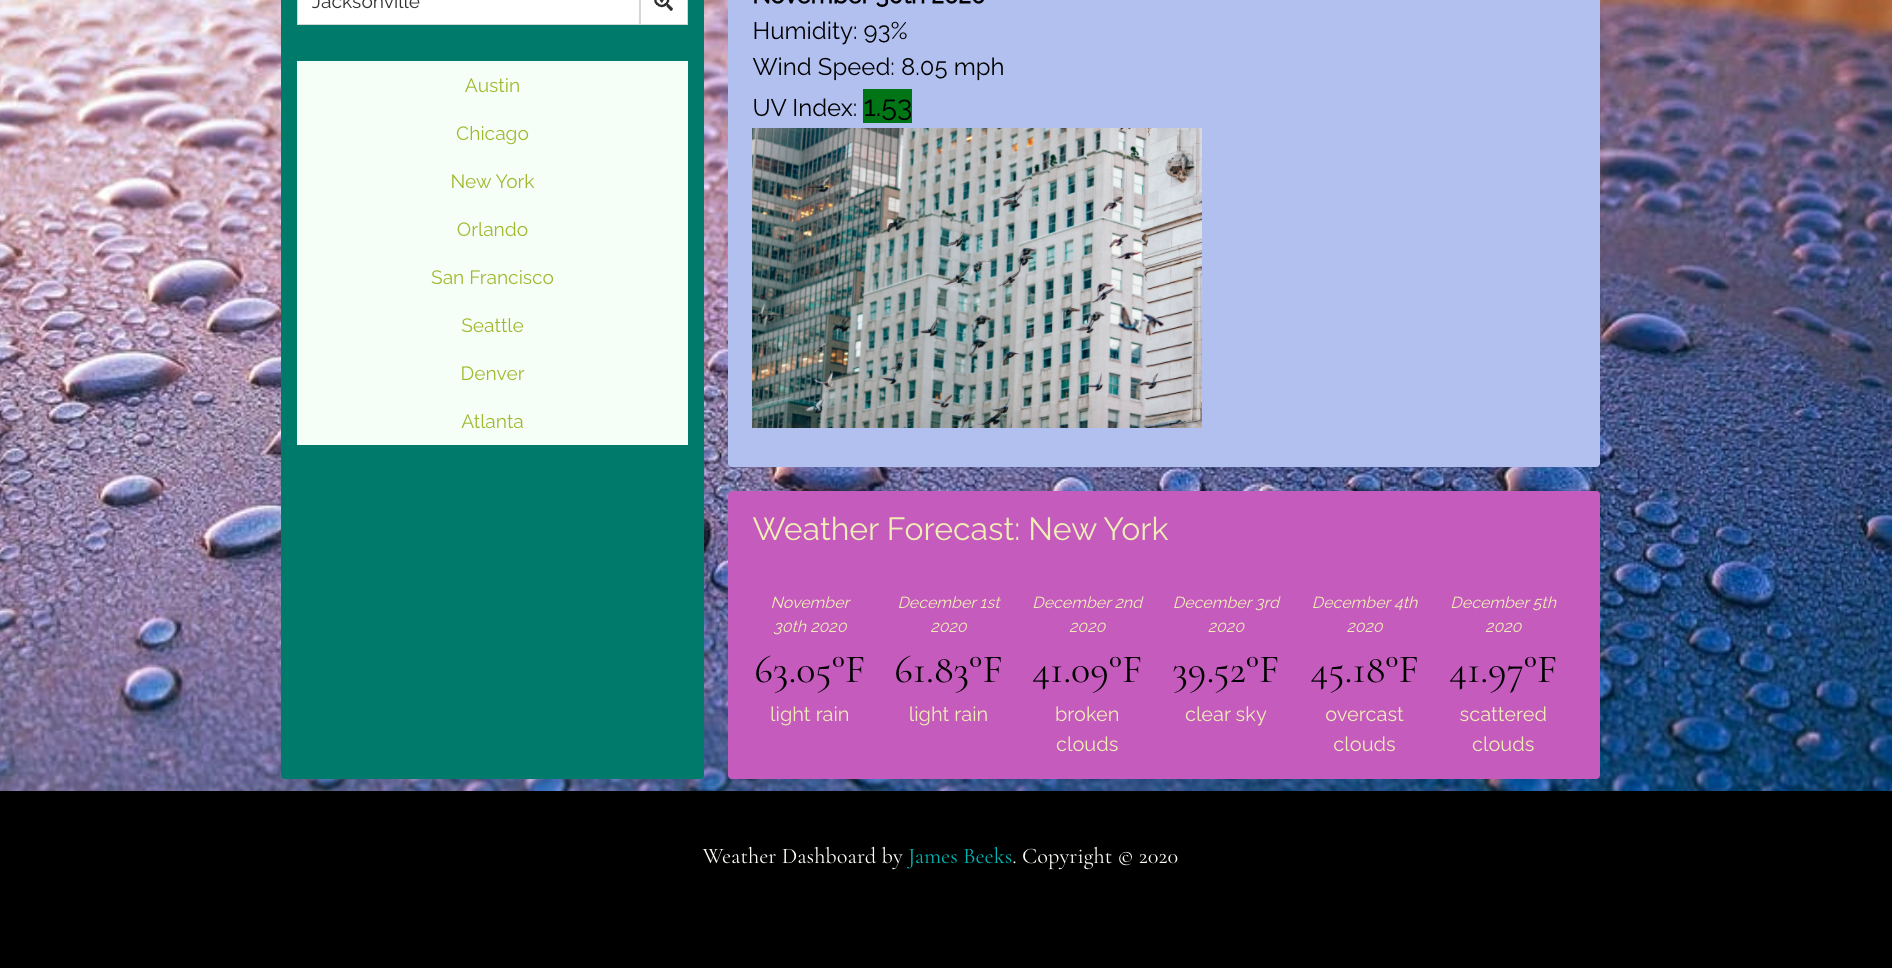 Jacksonville
Austin
Chicago
New York
Orlando
San Francisco
Seattle
Denver
Atlanta
November 30th 2020
Humidity: 93%
Wind Speed: 8.05 mph
UV Index: 1.53
Weather Forecast: New York
November
30th 2020
63.05°F
light rain
December 1st
2020
61.83°F
light rain
December 2nd
2020
41.09°F
broken
clouds
December 3rd
2020
39.52°F
clear sky
December 4th
2020
45.18°F
overcast
clouds
December 5th
2020
41.97°F
scattered
clouds
Weather Dashboard by James Beeks. Copyright © 2020